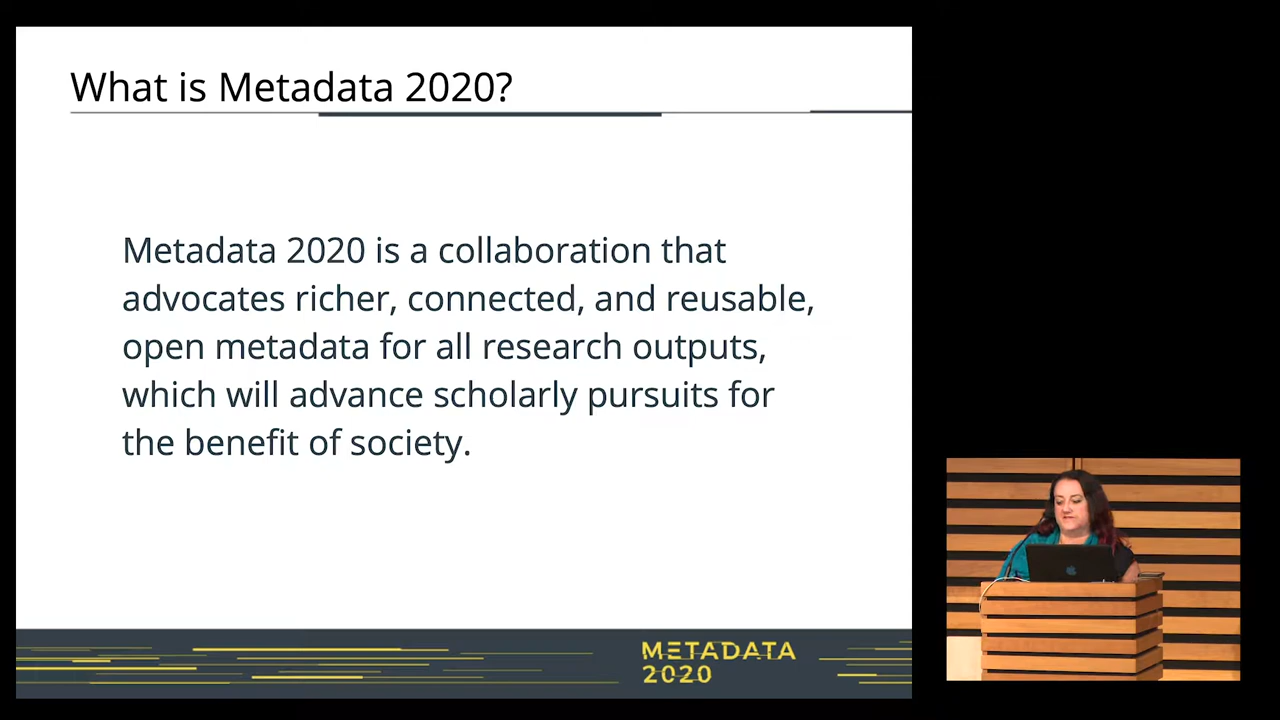 What is Metadata 2020?
Metadata 2020 is a collaboration that
advocates richer, connected, and reusable,
open metadata for all research outputs,
which will advance scholarly pursuits for
the benefit of society.
METADATA
2020